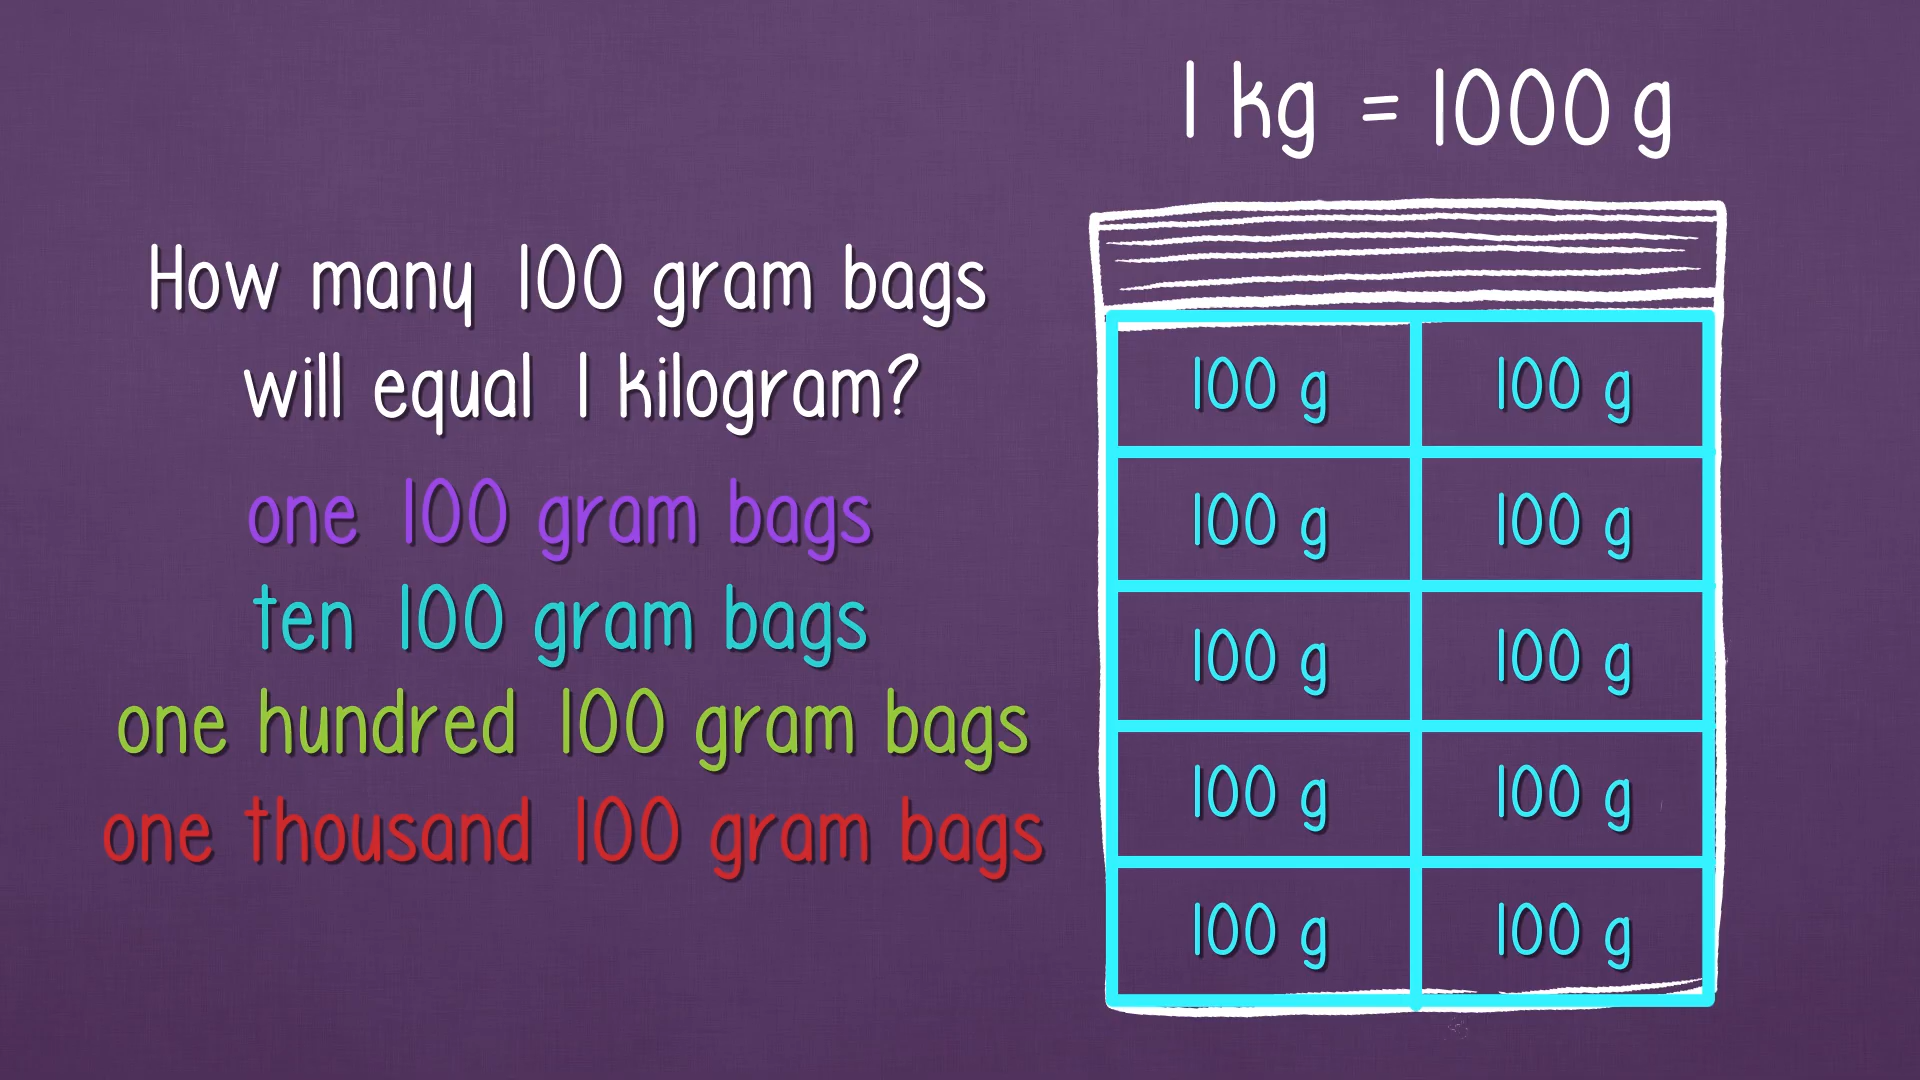 1 kg = 1000 g
How many 100 gram bags
will equal 1 kilogram?
one 100 gram bags
ten 100 gram bags
one hundred 100 gram bags
one thousand 100 gram bags
100 g 100 g
100 g 100 g
100 g 100 g
100 g 100 g
100 g 100 g